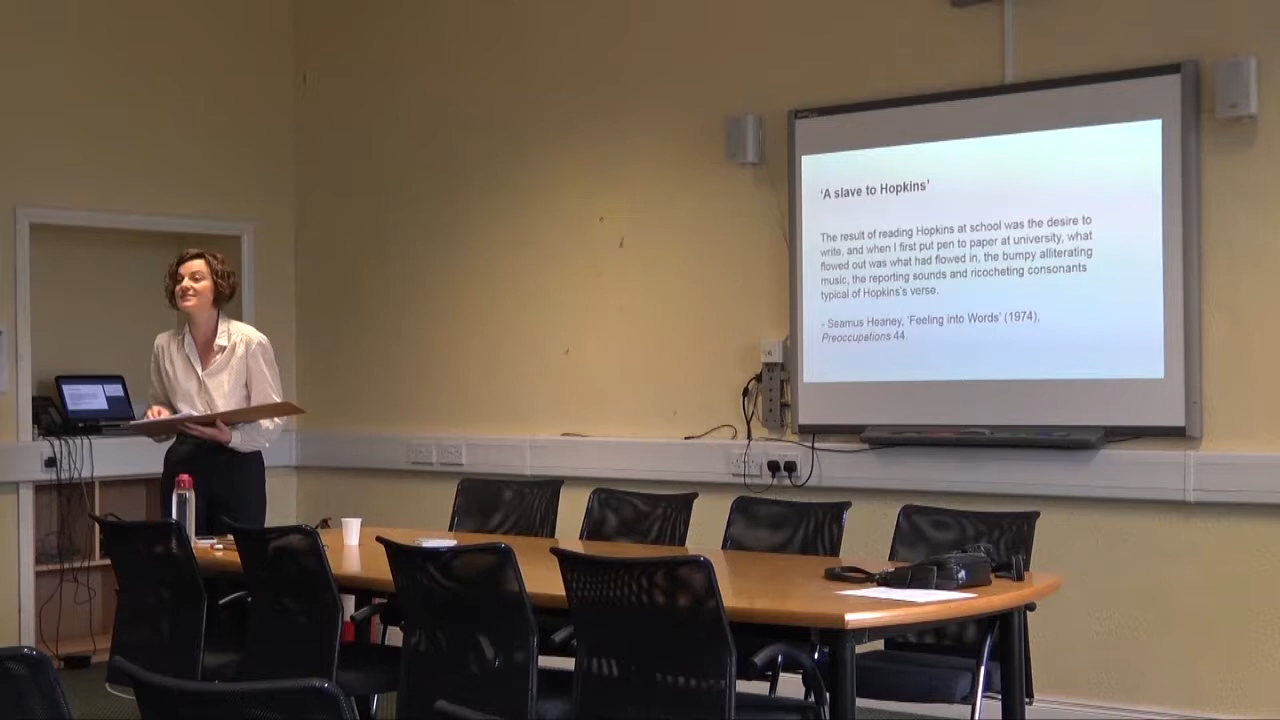 ‘A slave to Hopkins’
The result of reading Hopkins at school was the desire to
write, and when I first put pen to paper at university, what
flowed out was what had flowed in, the bumpy alliterating
music, the reporting sounds and ricocheting consonants
typical of Hopkins's verse.
- Seamus Heaney, ‘Feeling into Words’ (1974),
Preoccupations 44.